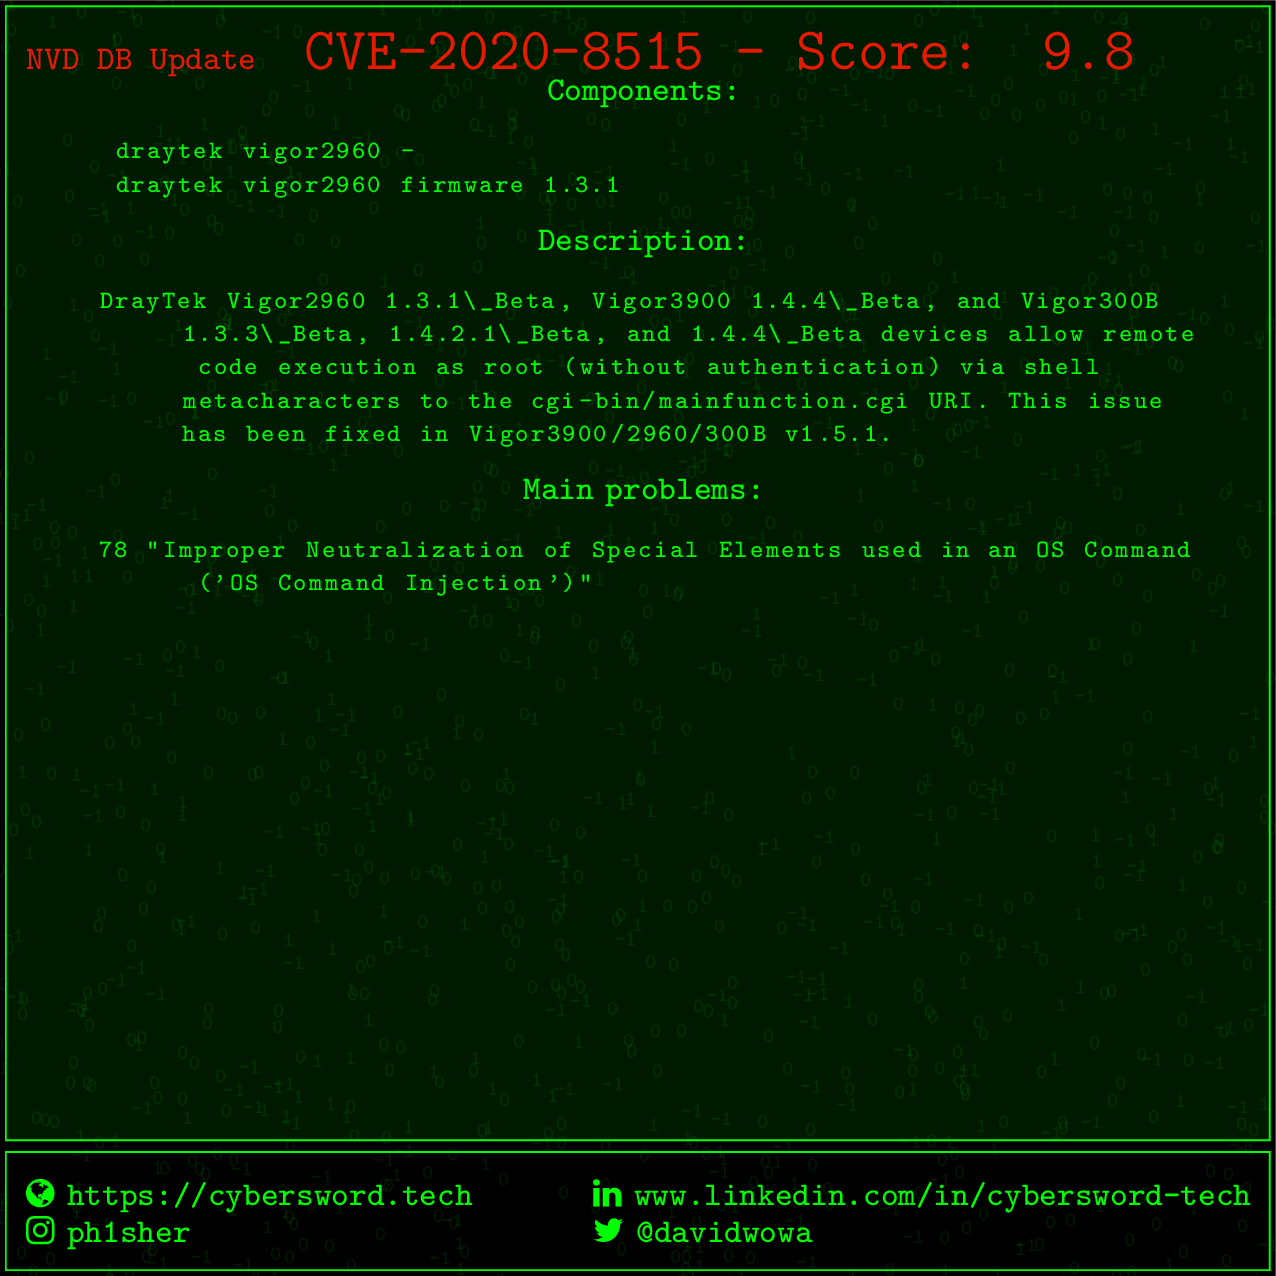 NVD DB Update CVE-2020-8515 - Score: 9.8
Components:
draytek vigor2960 -
draytek vigor2960 firmware 1.3.1
Description:
DrayTek Vigor2960 1.3.1\_Beta, Vigor3900 1.4.4\_Beta, and Vigor300B
1.3.3\_Beta, 1.4.2.1\_Beta, and 1.4.4\_Beta devices allow remote
code execution as root (without authentication) via shell
metacharacters to the cgi-bin/mainfunction.cgi URI. This issue
has been fixed in Vigor3900/2960/300B v1.5.1.
Main problems:
78 "Improper Neutralization of Special Elements used in an OS Command
('OS Command Injection')"
https://cybersword.tech www.linkedin.com/in/cybersword-tech
ph1sher @davidwowa